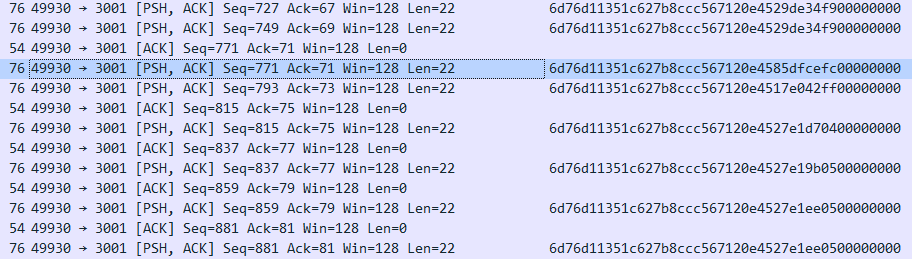 76 49930 → 3001 [PSH, ACK] Seq=727 Ack=67 Win=128 Len=22 6d76d11351c627b8ccc567120e4529de34f900000000
76 49930 → 3001 [PSH, ACK] Seq=749 Ack=69 Win=128 Len=22 6d76d11351c627b8ccc567120e4529de34f900000000
54 49930 → 3001 [ACK] Seq=771 Ack=71 Win=128 Len=0
76 49930 → 3001 [PSH, ACK] Seq=771 Ack=71 Win=128 Len=22 6d76d11351c627b8ccc567120e4585dfcefc00000000
76 49930 → 3001 [PSH, ACK] Seq=793 Ack=73 Win=128 Len=22 6d76d11351c627b8ccc567120e4517e042ff00000000
54 49930 → 3001 [ACK] Seq=815 Ack=75 Win=128 Len=0
76 49930 → 3001 [PSH, ACK] Seq=815 Ack=75 Win=128 Len=22 6d76d11351c627b8ccc567120e4527e1d70400000000
54 49930 → 3001 [ACK] Seq=837 Ack=77 Win=128 Len=0
76 49930 → 3001 [PSH, ACK] Seq=837 Ack=77 Win=128 Len=22 6d76d11351c627b8ccc567120e4527e19b0500000000
54 49930 → 3001 [ACK] Seq=859 Ack=79 Win=128 Len=0
76 49930 → 3001 [PSH, ACK] Seq=859 Ack=79 Win=128 Len=22 6d76d11351c627b8ccc567120e4527e1ee0500000000
54 49930 → 3001 [ACK] Seq=881 Ack=81 Win=128 Len=0
76 49930 → 3001 [PSH, ACK] Seq=881 Ack=81 Win=128 Len=22 6d76d11351c627b8ccc567120e4527e1ee0500000000